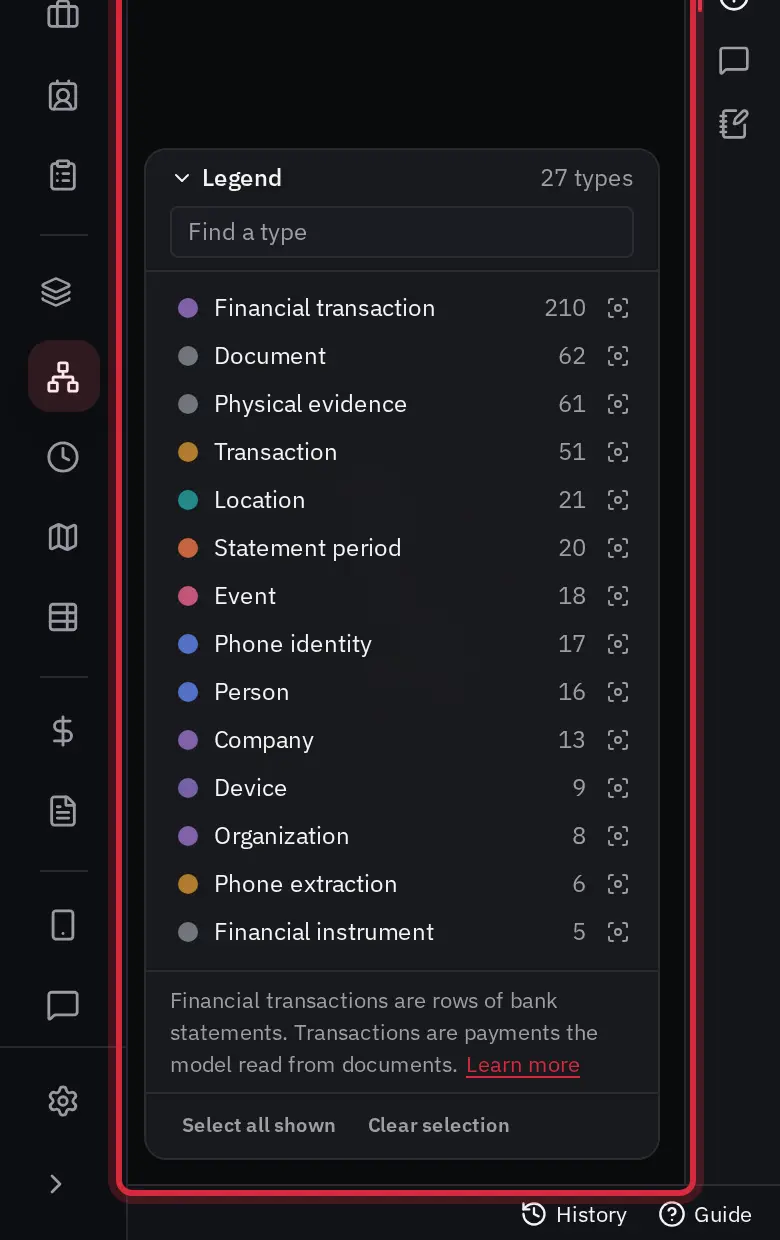 Legend 27 types
Find a type
Financial transaction 210
Document 62
Physical evidence 61
Transaction 51
Location 21
Statement period 20
Event 18
Phone identity 17
Person 16
Company 13
Device 9
Organization 8
Phone extraction 6
Financial instrument 5
Financial transactions are rows of bank
statements. Transactions are payments the
model read from documents. Learn more
Select all shown Clear selection
History Guide